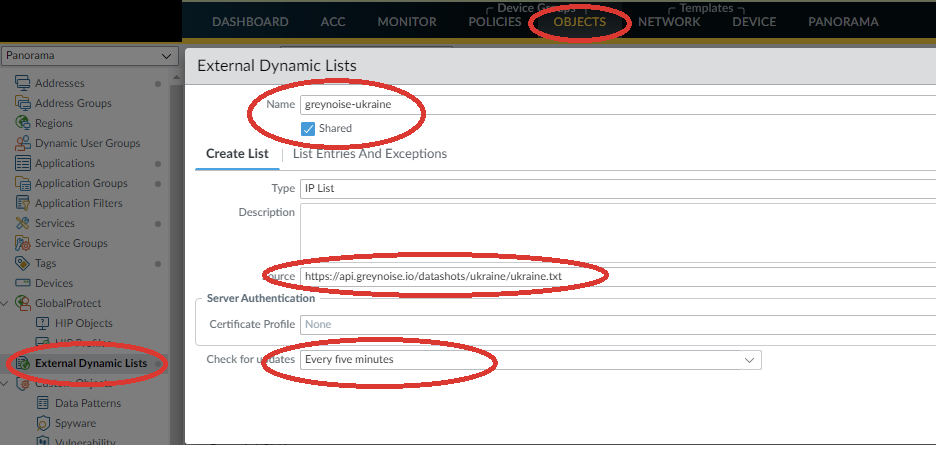 Device Groups Templates
DASHBOARD ACC MONITOR POLICIES OBJECTS NETWORK DEVICE PANORAMA
Panorama
Addresses
Address Groups
Regions
Dynamic User Groups
Applications
Application Groups
Application Filters
Services
Service Groups
Tags
Devices
GlobalProtect
HIP Objects
HIP Profiles
External Dynamic Lists
Custom Objects
Data Patterns
Spyware
Vulnerability
External Dynamic Lists
Name greynoise-ukraine
Shared
Create List List Entries And Exceptions
Type IP List
Description
Source https://api.greynoise.io/datashots/ukraine/ukraine.txt
Server Authentication
Certificate Profile None
Check for updates Every five minutes